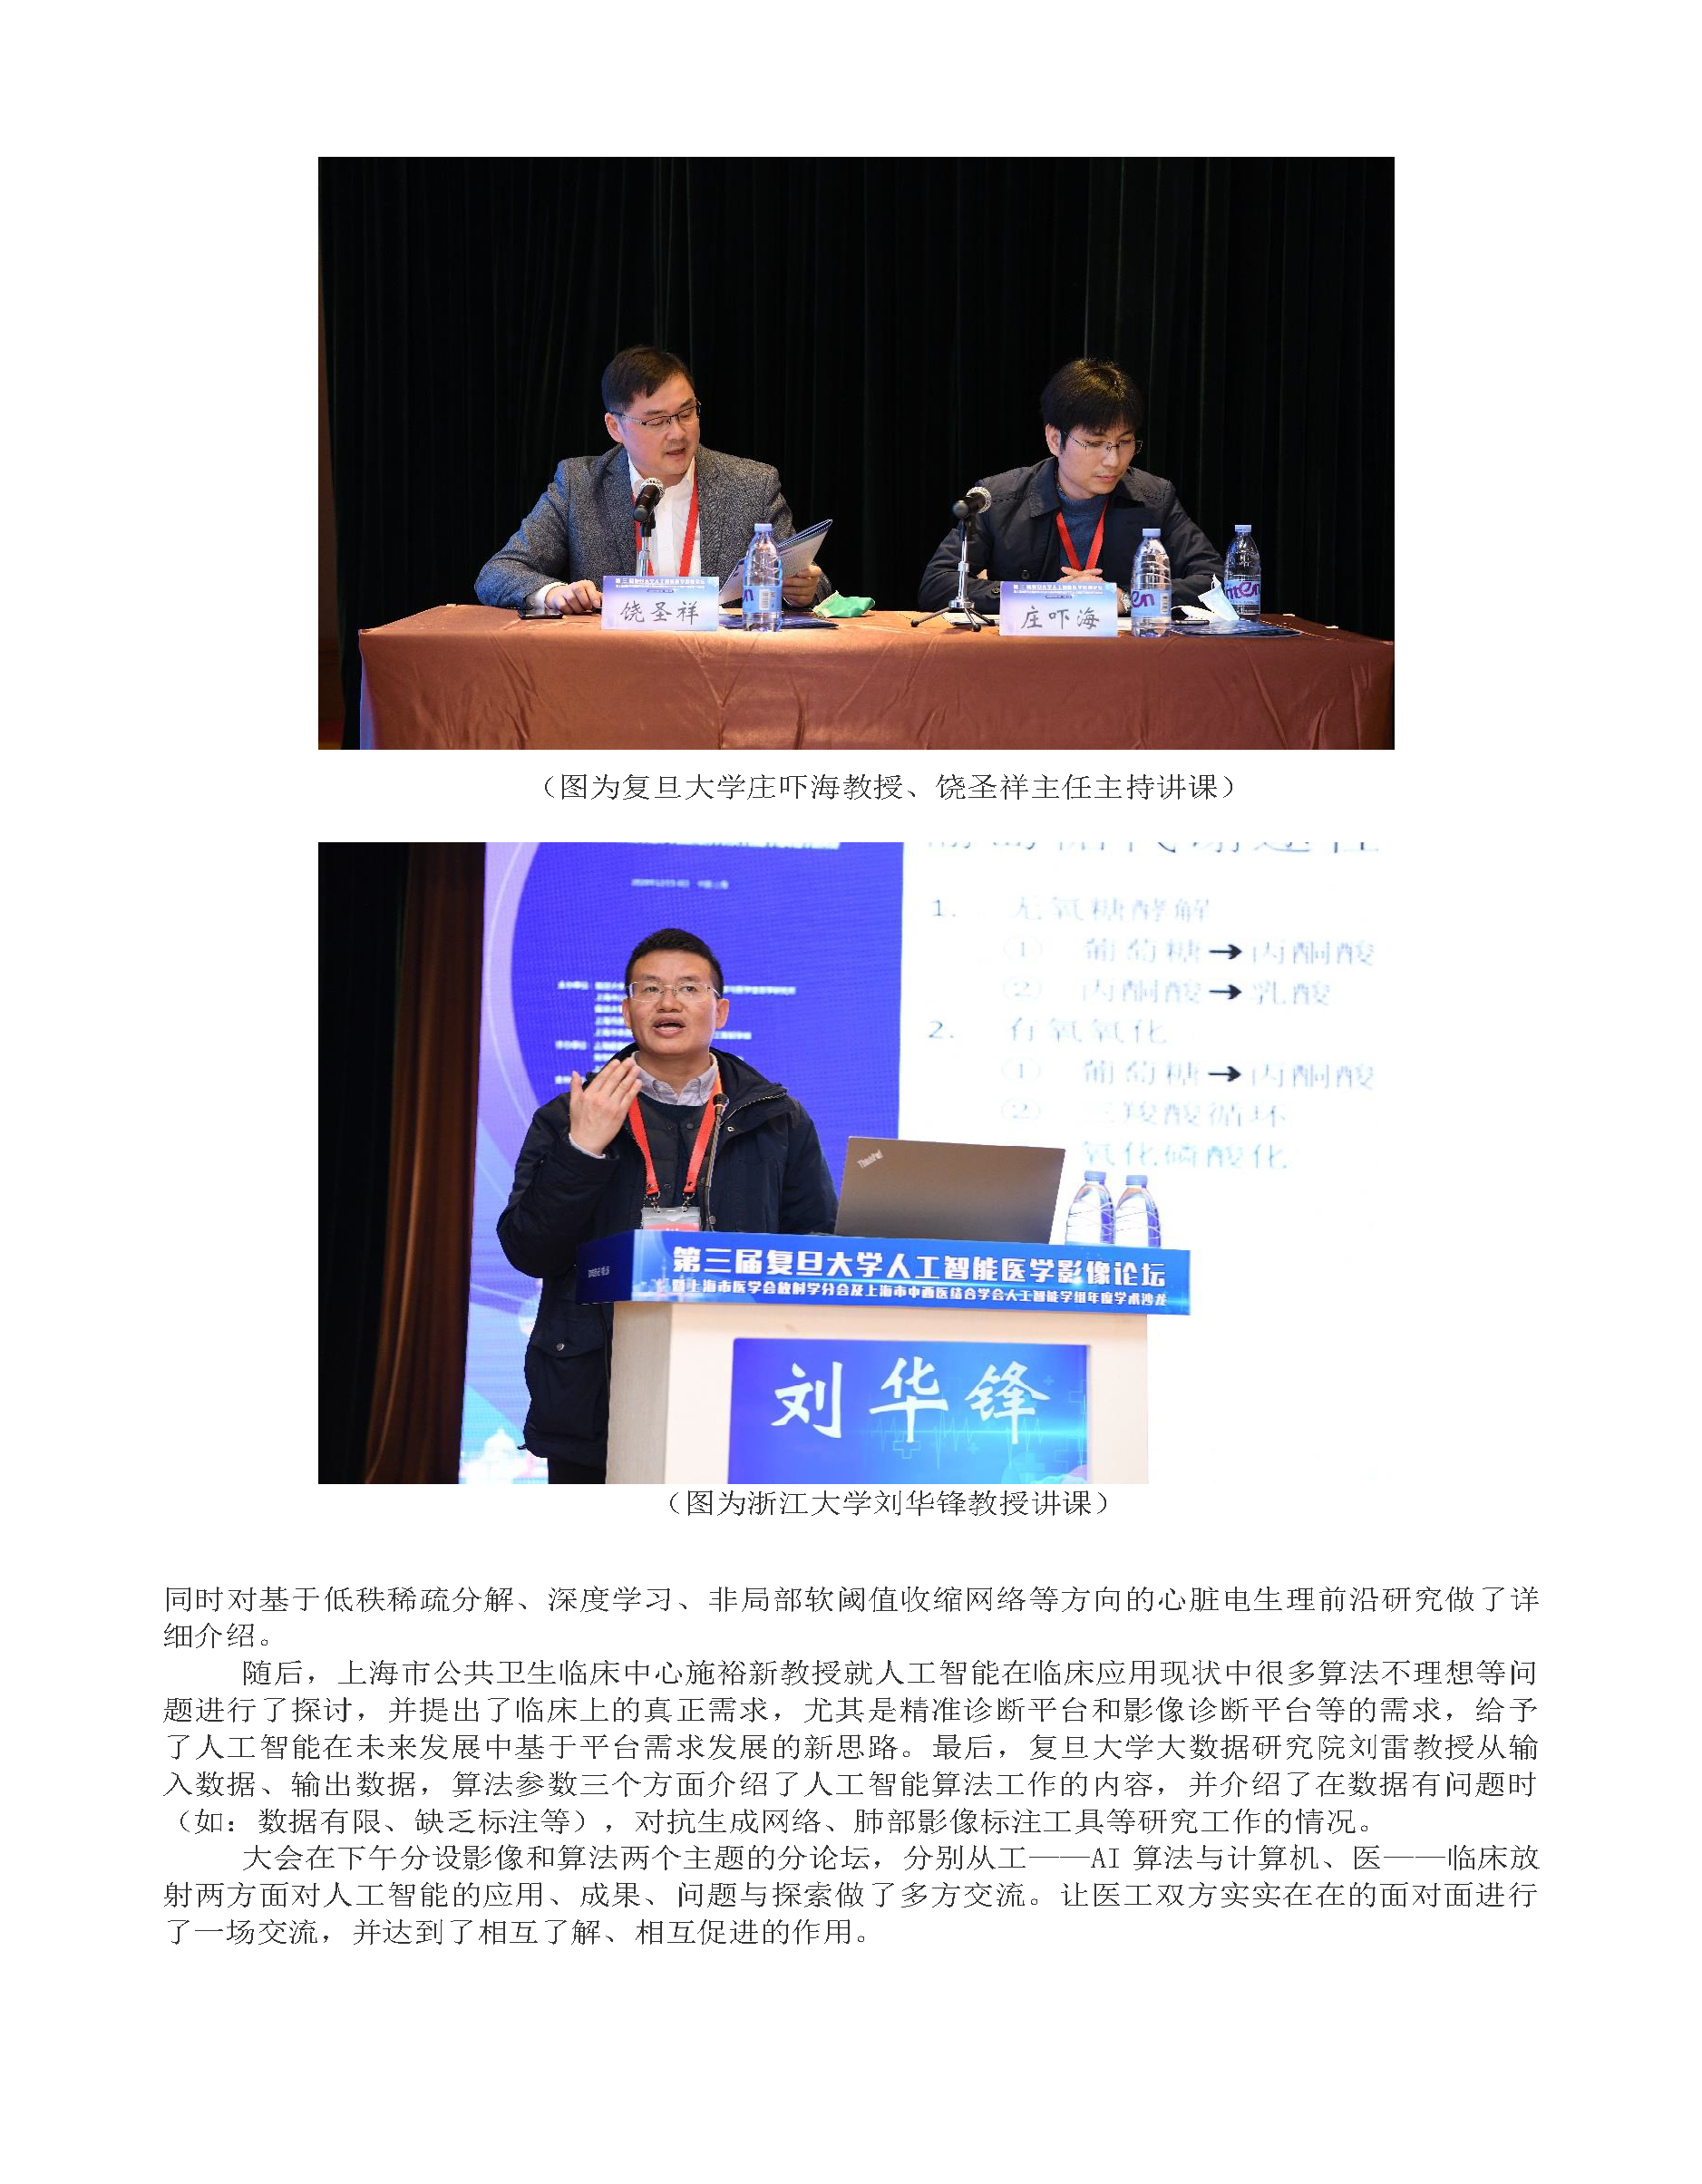 饶圣祥
庄吓海
（图为复旦大学庄吓海教授、饶圣祥主任主持讲课）
1. 无氧糖酵解
① 葡萄糖→丙酮酸
② 丙酮酸→乳酸
2. 有氧氧化
① 葡萄糖→丙酮酸
② 三羧酸循环
氧化磷酸化
ThinkPad
第三届复旦大学人工智能医学影像论坛
暨上海市医学会放射学分会及上海市中西医结合学会人工智能学组年度学术沙龙
刘华锋
（图为浙江大学刘华锋教授讲课）
同时对基于低秩稀疏分解、深度学习、非局部软阈值收缩网络等方向的心脏电生理前沿研究做了详
细介绍。
随后，上海市公共卫生临床中心施裕新教授就人工智能在临床应用现状中很多算法不理想等问
题进行了探讨，并提出了临床上的真正需求，尤其是精准诊断平台和影像诊断平台等的需求，给予
了人工智能在未来发展中基于平台需求发展的新思路。最后，复旦大学大数据研究院刘雷教授从输
入数据、输出数据，算法参数三个方面介绍了人工智能算法工作的内容，并介绍了在数据有问题时
（如：数据有限、缺乏标注等），对抗生成网络、肺部影像标注工具等研究工作的情况。
大会在下午分设影像和算法两个主题的分论坛，分别从工——AI 算法与计算机、医——临床放
射两方面对人工智能的应用、成果、问题与探索做了多方交流。让医工双方实实在在的面对面进行
了一场交流，并达到了相互了解、相互促进的作用。